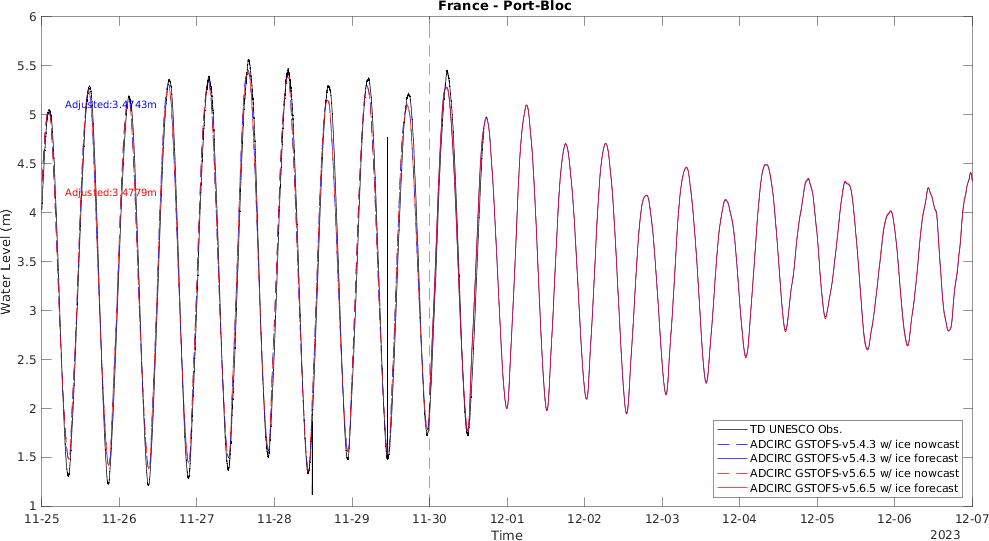 France - Port-Bloc
6
5.5
5
4.5
4
3.5
3
2.5
2
1.5
1
Water Level (m)
Adjusted:3.4743m
Adjusted:3.4779m
TD UNESCO Obs.
ADCIRC GSTOFS-v5.4.3 w/ ice nowcast
ADCIRC GSTOFS-v5.4.3 w/ ice forecast
ADCIRC GSTOFS-v5.6.5 w/ ice nowcast
ADCIRC GSTOFS-v5.6.5 w/ ice forecast
11-25 11-26 11-27 11-28 11-29 11-30 12-01 12-02 12-03 12-04 12-05 12-06 12-07
Time
2023